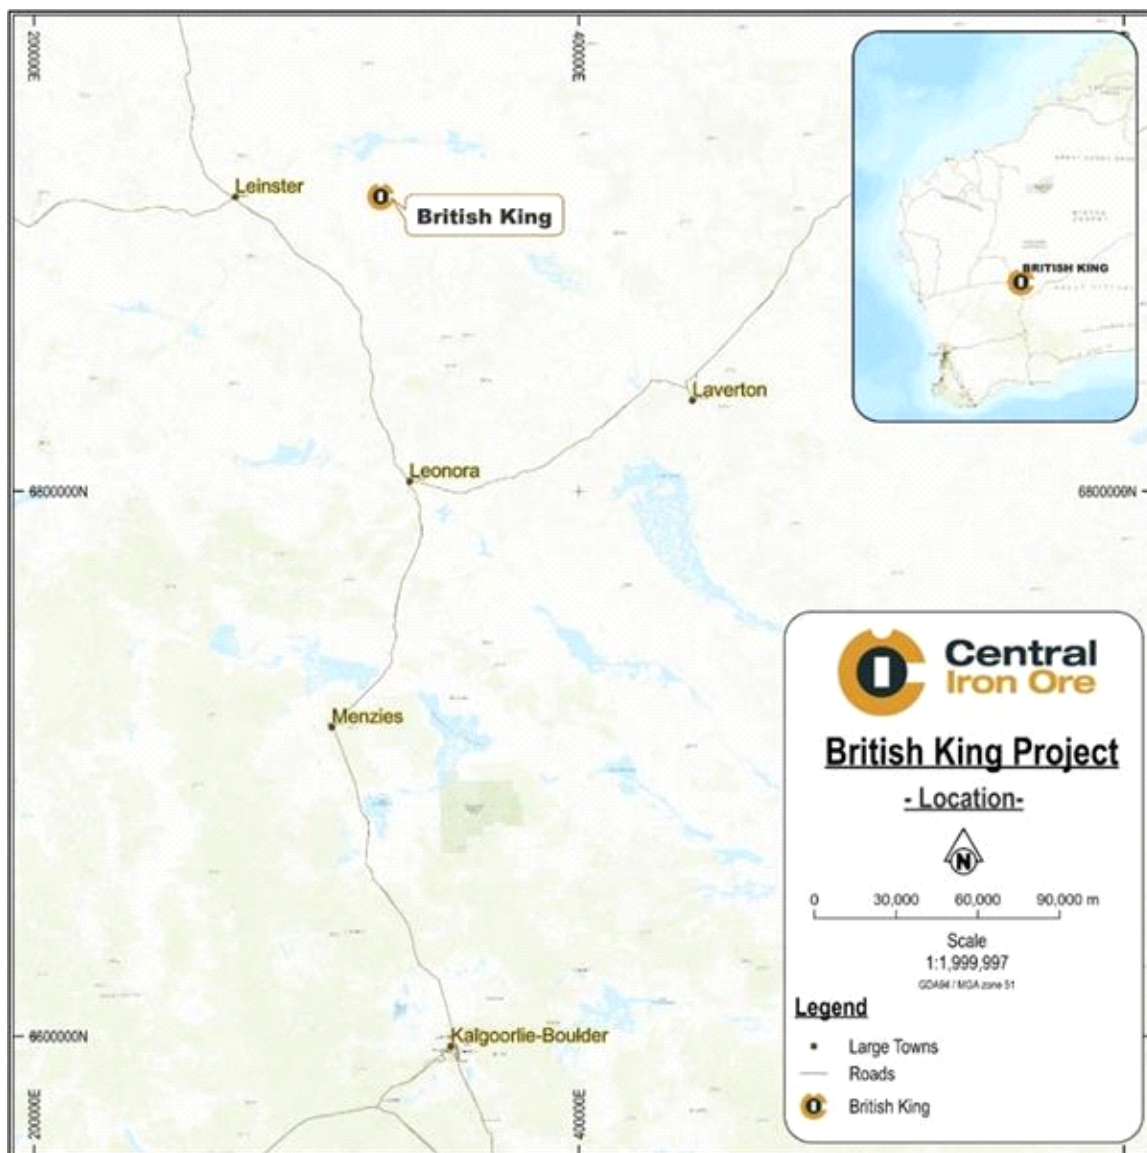 200000E
400000E
Leinster
British King
BRITISH KING
Laverton
Leonora
6800000N
6800000N
Menzies
Central
Iron Ore
British King Project
- Location-
N
0 30,000 60,000 90,000 m
Scale
1:1,999,997
GDA94 / MGA zone 51
Legend
Large Towns
Roads
British King
6600000N
Kalgoorlie-Boulder
200000E
400000E